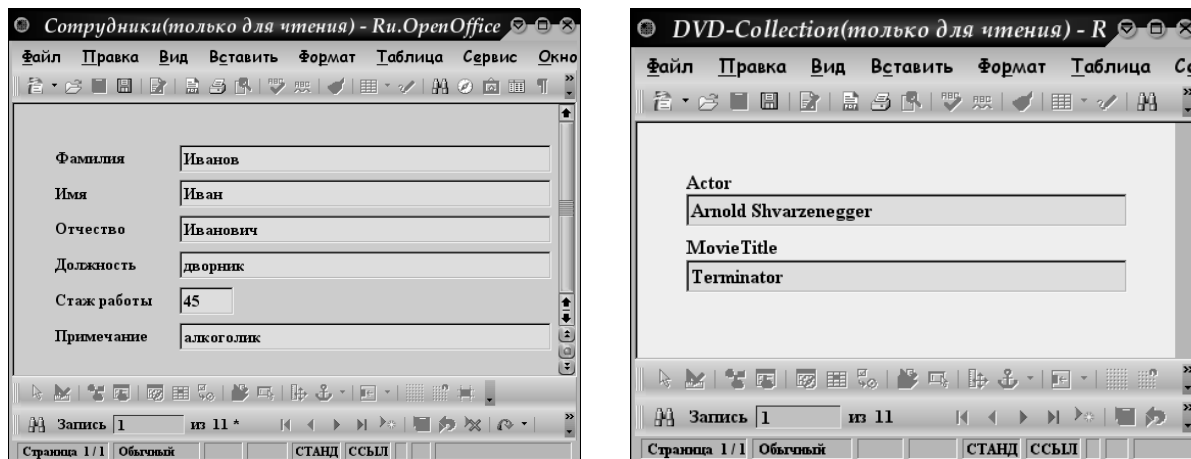 Сотрудники(только для чтения) - Ru.OpenOffice
Файл Правка Вид Вставить Формат Таблица Сервис Окно
Фамилия Иванов
Имя Иван
Отчество Иванович
Должность дворник
Стаж работы 45
Примечание алкоголик
Запись 1 из 11 *
Страница 1/1 Обычный СТАНД ССЫЛ
DVD-Collection(только для чтения) - R
Файл Правка Вид Вставить Формат Таблица Се
Actor
Arnold Shvarzenegger
MovieTitle
Terminator
Запись 1 из 11
Страница 1/1 Обычный СТАНД ССЫЛ